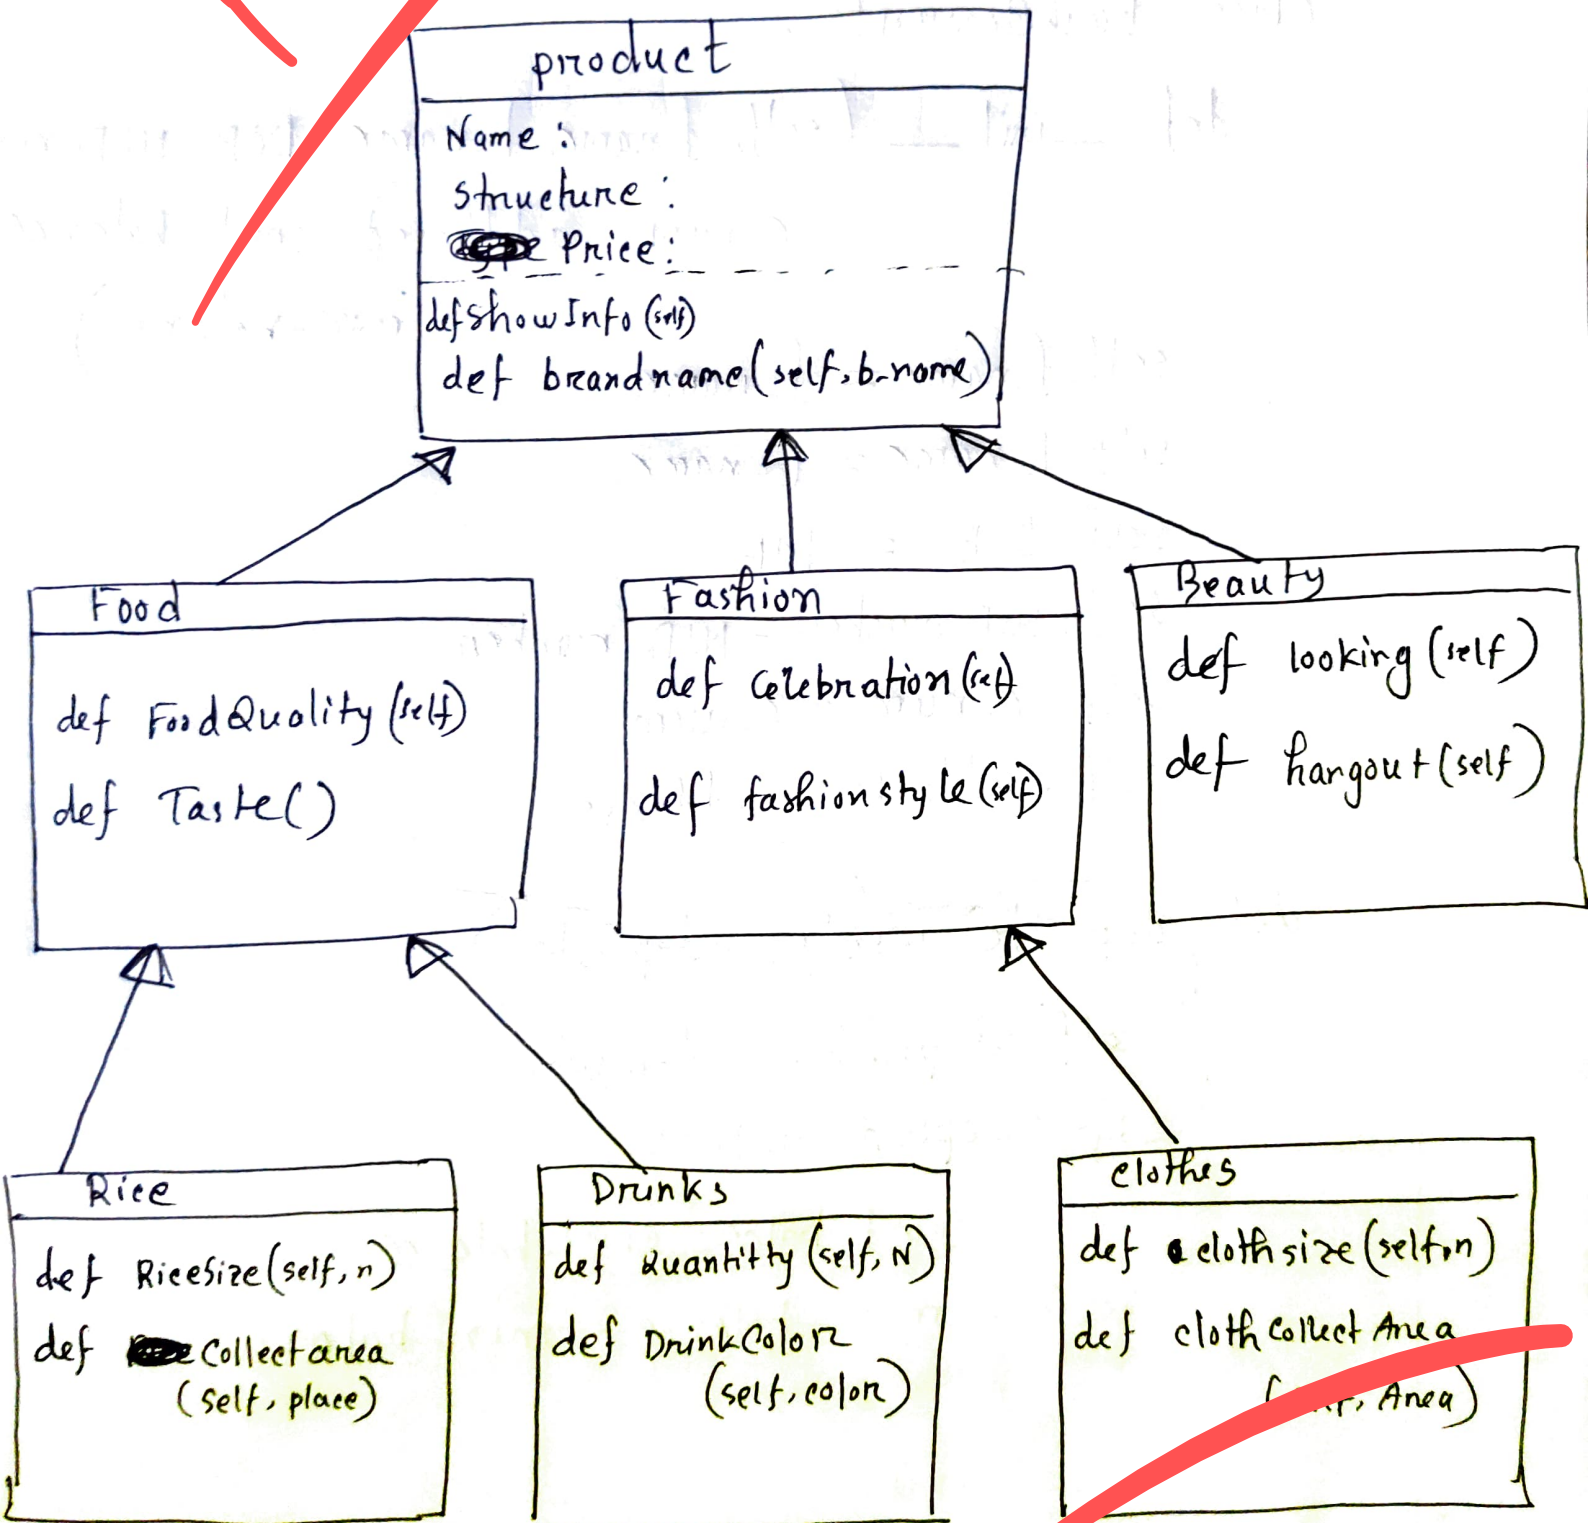 product
Name :
structure :
Price :
def showInfo (self)
def brandname (self, b_name)
Food
def FoodQuality (self)
def Taste()
Fashion
def Celebration (self)
def fashionstyle (self)
Beauty
def looking (self)
def hangout (self)
Rice
def RiceSize (self, n)
def Collectarea
(self, place)
Drinks
def Quantitty (self, N)
def DrinkColor
(self, color)
clothes
def clothsize (self, n)
def clothCollectArea
Area)